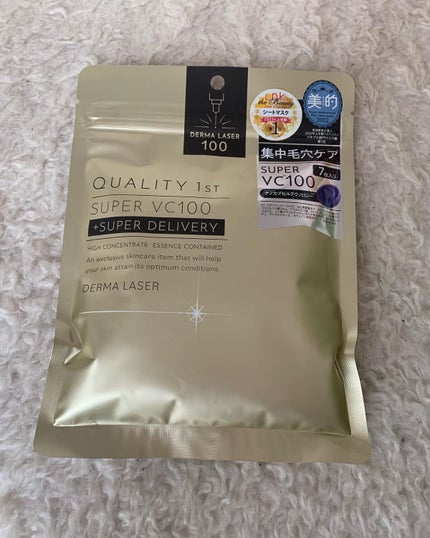 DERMA LASER
100
QUALITY 1ST
SUPER VC100
+SUPER DELIVERY
HIGH CONCENTRATE ESSENCE CONTAINED
An exclusive skincare item that will help
your skin attain its optimum conditions.
DERMA LASER
シートマスク
美的
集中毛穴ケア
SUPER
VC100
7枚入り